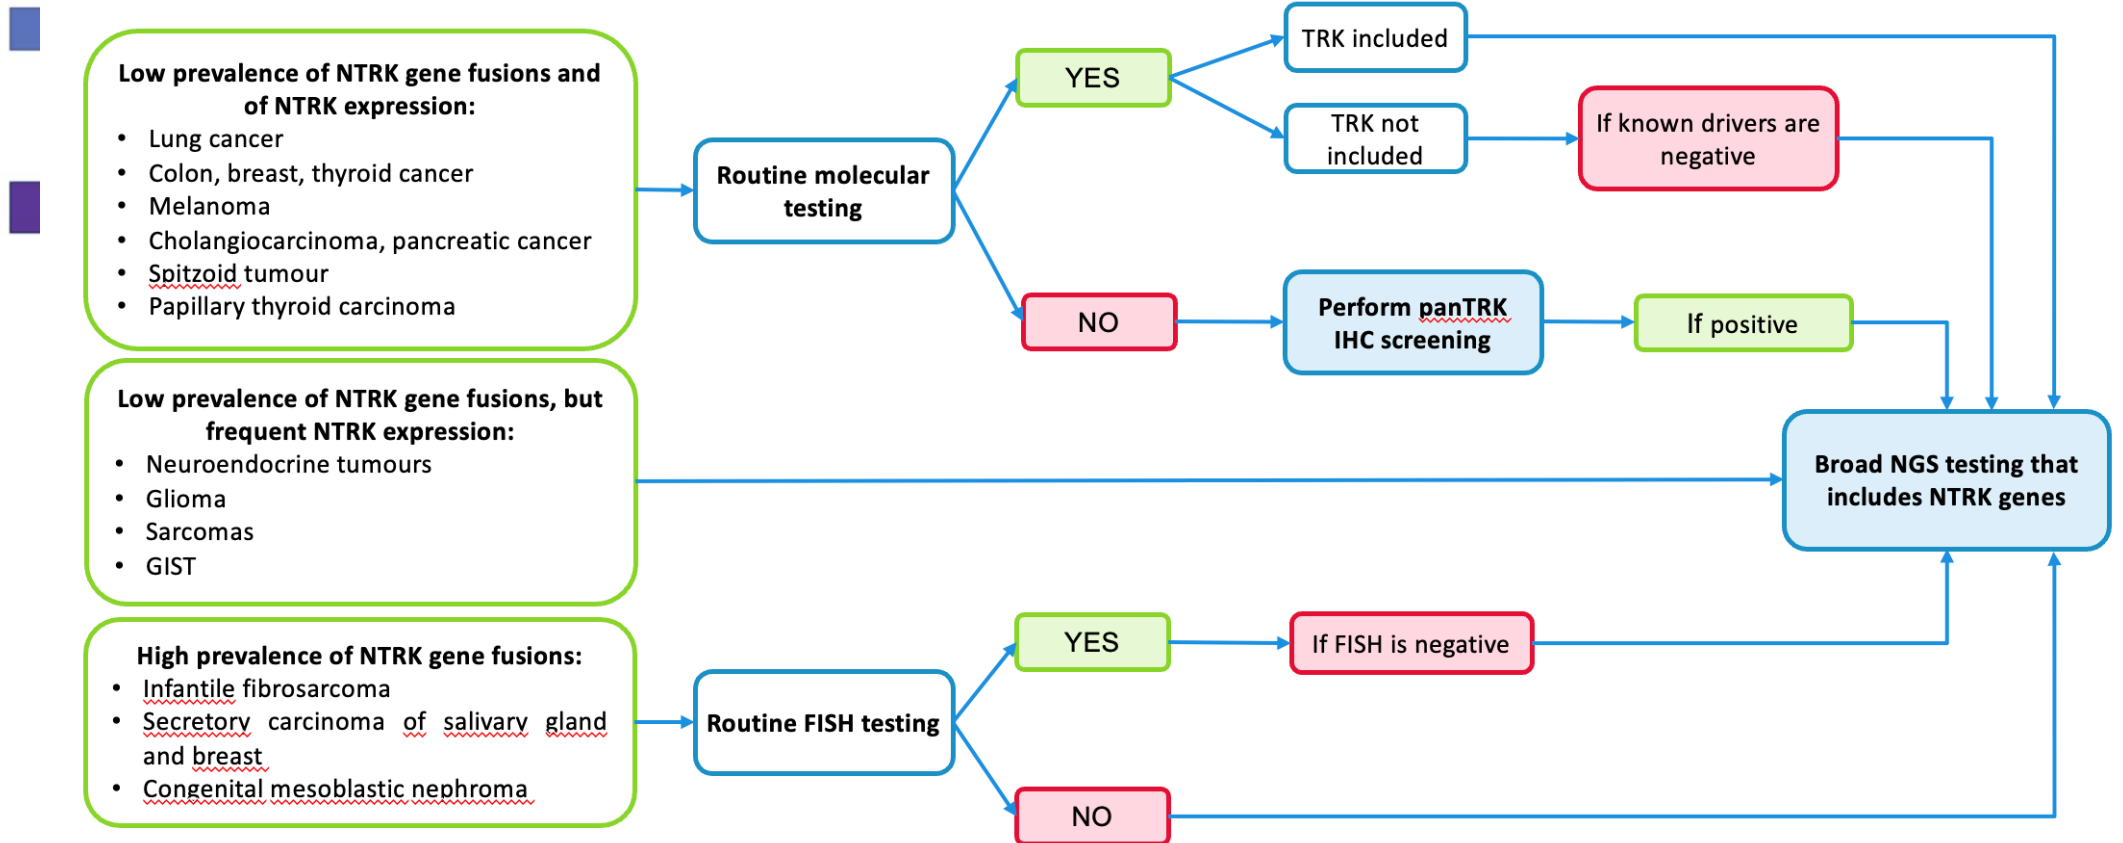 Low prevalence of NTRK gene fusions and
of NTRK expression:
• Lung cancer
• Colon, breast, thyroid cancer
• Melanoma
• Cholangiocarcinoma, pancreatic cancer
• Spitzoid tumour
• Papillary thyroid carcinoma
Routine molecular
testing
YES
TRK included
TRK not
included
If known drivers are
negative
NO
Perform panTRK
IHC screening
If positive
Low prevalence of NTRK gene fusions, but
frequent NTRK expression:
• Neuroendocrine tumours
• Glioma
• Sarcomas
• GIST
Broad NGS testing that
includes NTRK genes
High prevalence of NTRK gene fusions:
• Infantile fibrosarcoma
• Secretory carcinoma of salivary gland
and breast
• Congenital mesoblastic nephroma
Routine FISH testing
YES
If FISH is negative
NO